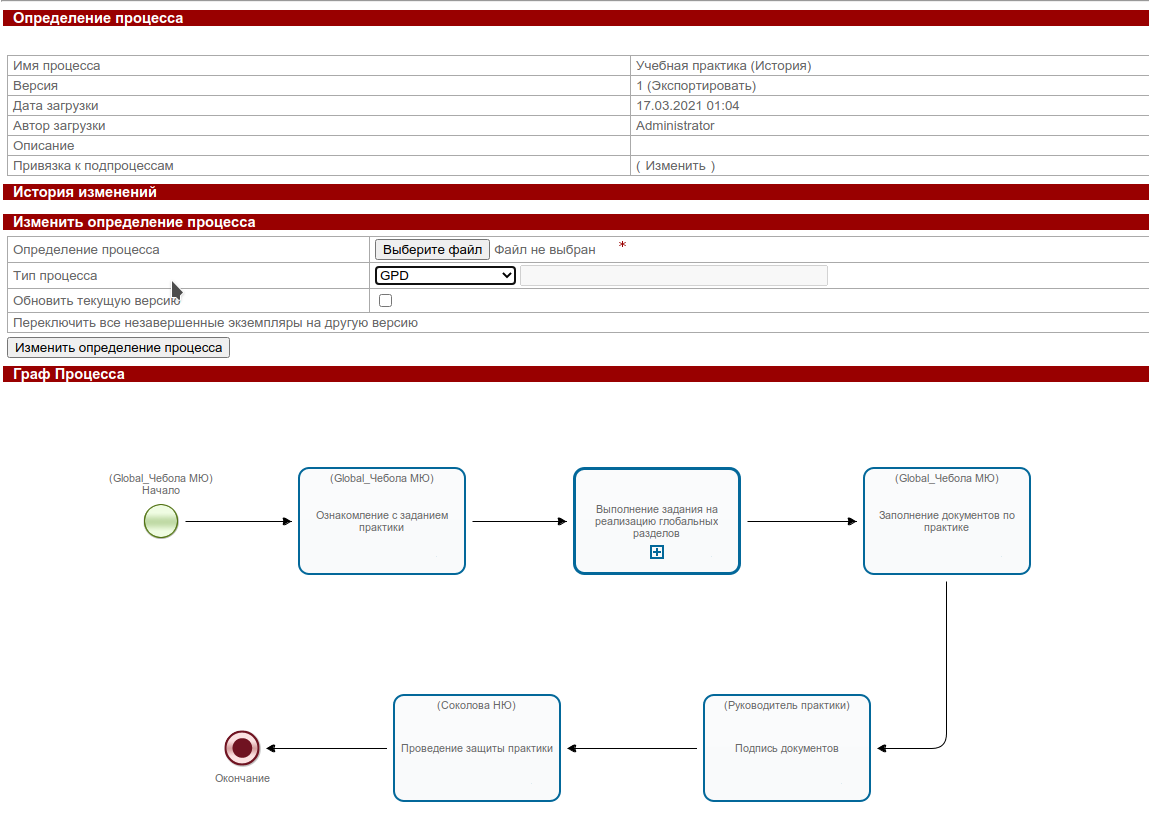 Определение процесса
Имя процесса Учебная практика (История)
Версия 1 (Экспортировать)
Дата загрузки 17.03.2021 01:04
Автор загрузки Administrator
Описание
Привязка к подпроцессам ( Изменить )
История изменений
Изменить определение процесса
Определение процесса Выберите файл Файл не выбран *
Тип процесса GPD
Обновить текущую версию
Переключить все незавершенные экземпляры на другую версию
Изменить определение процесса
Граф Процесса
(Global_Чебола МЮ)
Начало
(Global_Чебола МЮ)
Ознакомление с заданием
практики
Выполнение задания на
реализацию глобальных
разделов
(Global_Чебола МЮ)
Заполнение документов по
практике
(Руководитель практики)
Подпись документов
(Соколова НЮ)
Проведение защиты практики
Окончание